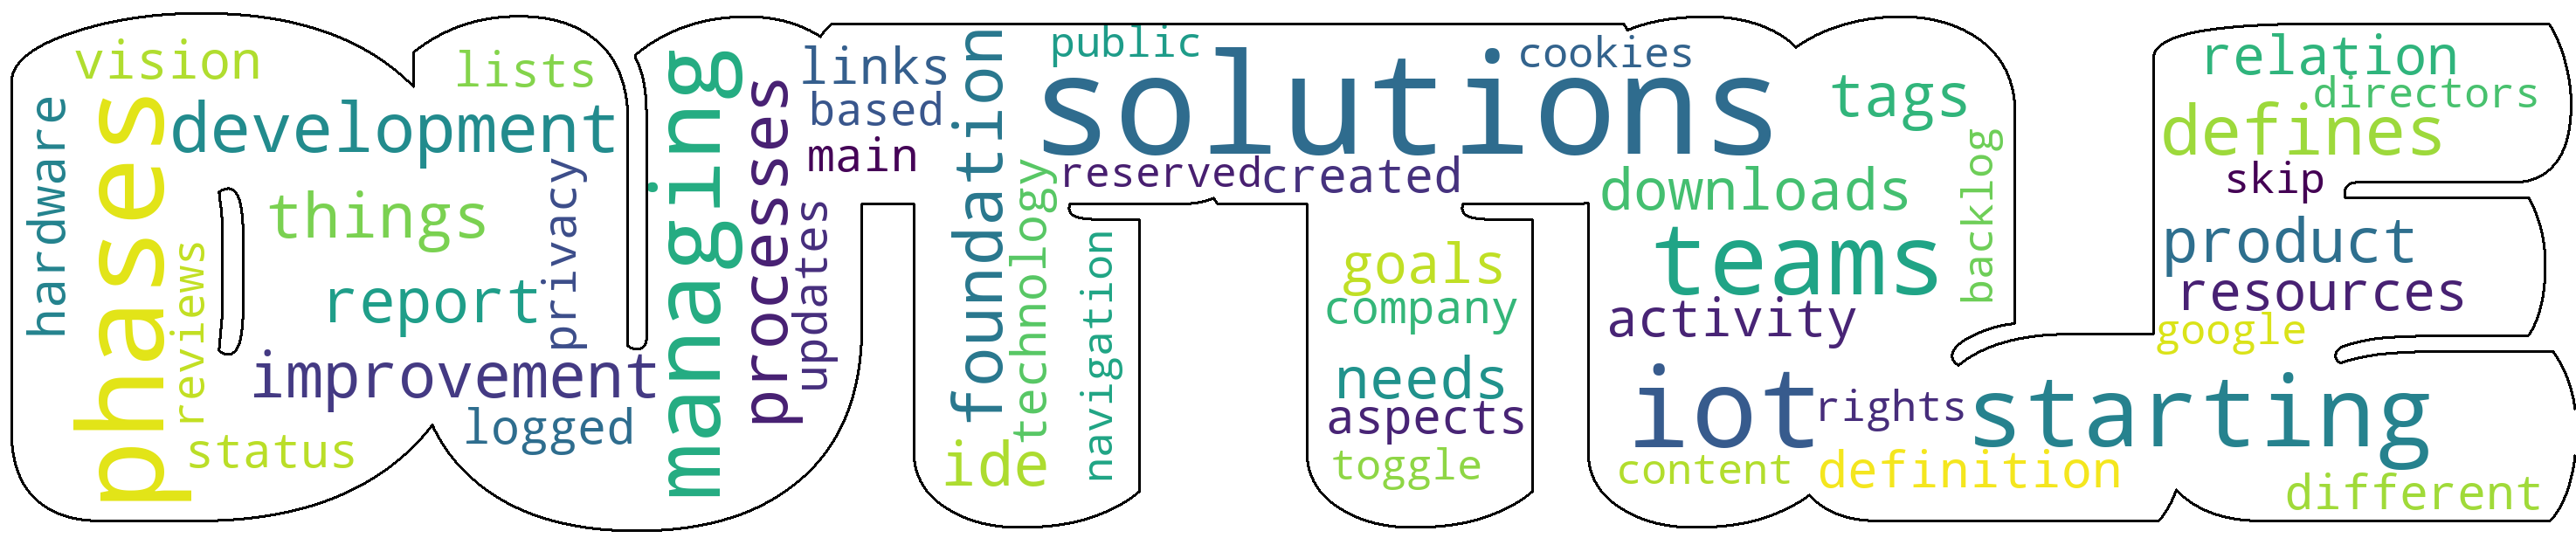 vision
lists
hardware
phases
development
things
privacy
reviews
report
improvement
logged
status
managing
processes
links
based
main
updates
foundation
public
solutions
cookies
reserved
created
technology
navigation
ide
goals
company
needs
aspects
toggle
tags
downloads
teams
backlog
activity
iot
rights
starting
content
definition
relation
directors
defines
skip
product
resources
google
different